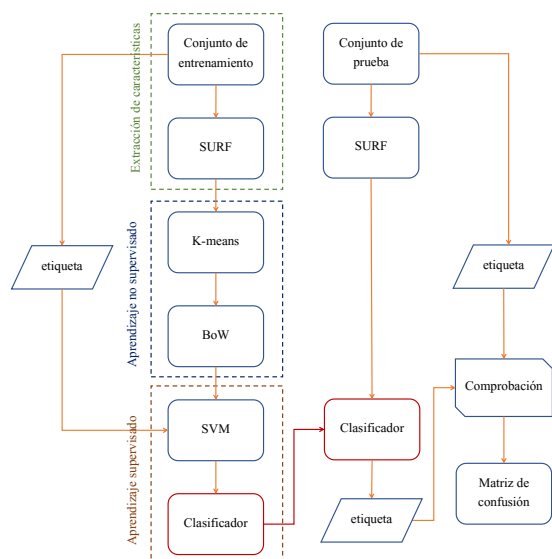 Extracción de características
Conjunto de
entrenamiento
SURF
Aprendizaje no supervisado
K-means
BoW
etiqueta
Aprendizaje supervisado
SVM
Clasificador
Conjunto de
prueba
SURF
Clasificador
etiqueta
etiqueta
Comprobación
Matriz de
confusión